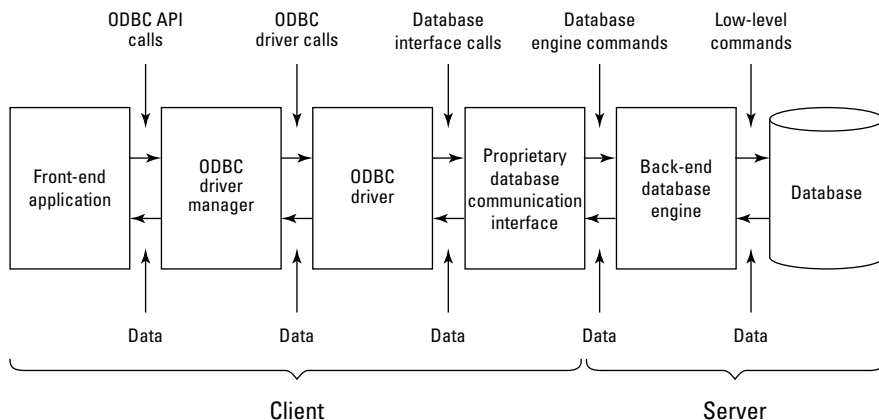 ODBC API
calls
ODBC
driver calls
Database
interface calls
Database
engine commands
Low-level
commands
Front-end
application
ODBC
driver
manager
ODBC
driver
Proprietary
database
communication
interface
Back-end
database
engine
Database
Data
Data
Data
Data
Data
Client
Server